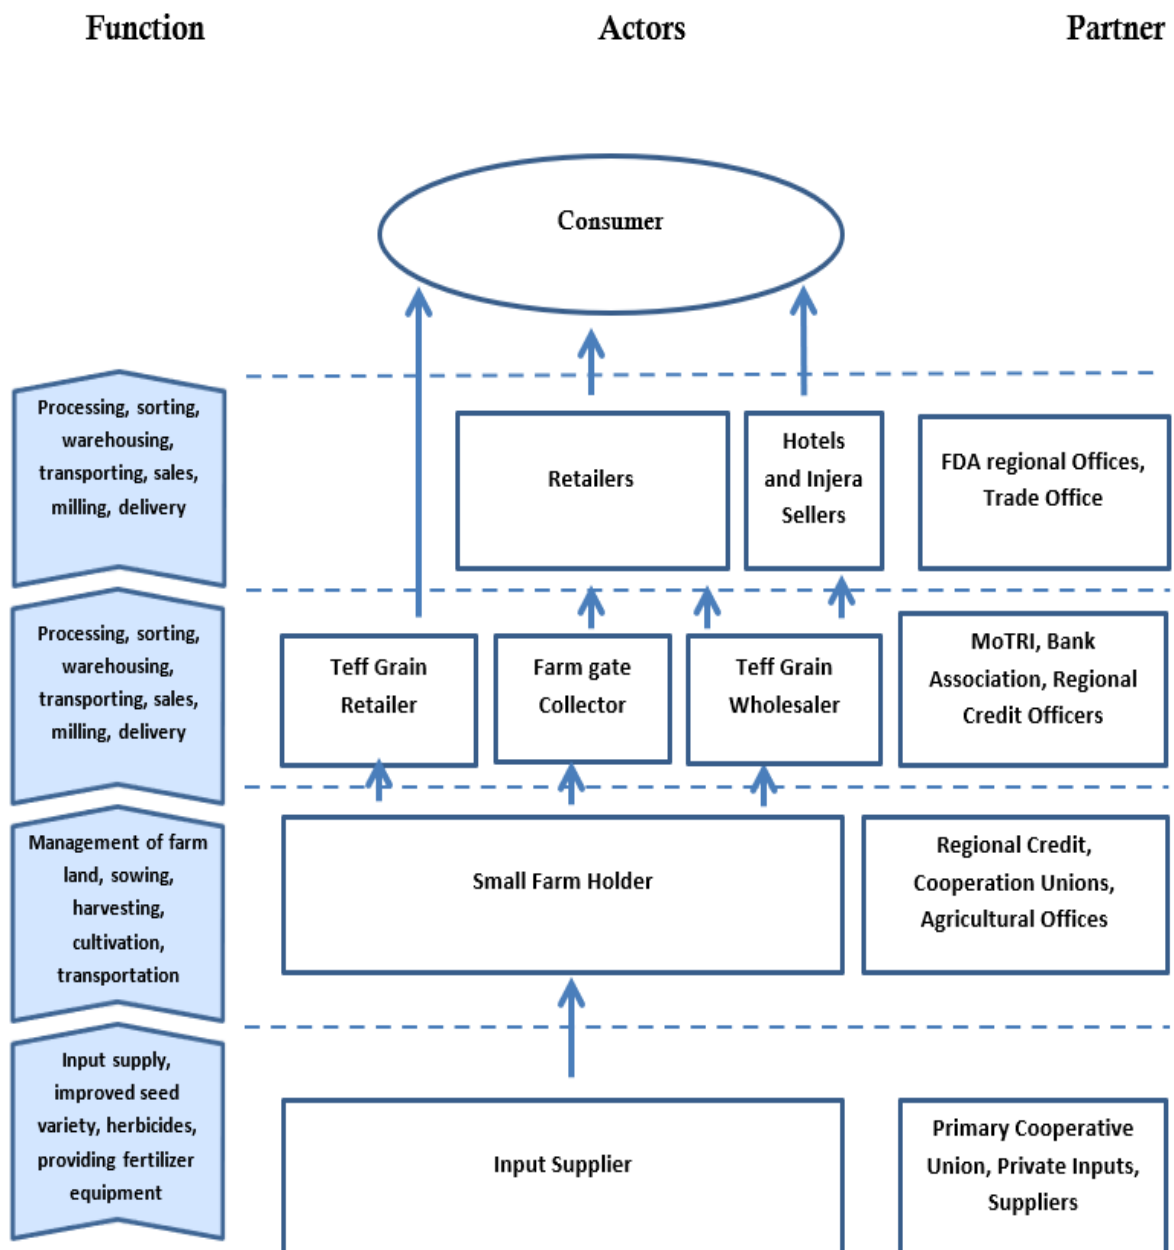 Function
Actors
Partner
Consumer
Processing, sorting,
warehousing,
transporting, sales,
milling, delivery
Retailers
Hotels
and Injera
Sellers
FDA regional Offices,
Trade Office
Processing, sorting,
warehousing,
transporting, sales,
milling, delivery
Teff Grain
Retailer
Farm gate
Collector
Teff Grain
Wholesaler
MoTRI, Bank
Association, Regional
Credit Officers
Management of farm
land, sowing,
harvesting,
cultivation,
transportation
Small Farm Holder
Regional Credit,
Cooperation Unions,
Agricultural Offices
Input supply,
improved seed
variety, herbicides,
providing fertilizer
equipment
Input Supplier
Primary Cooperative
Union, Private Inputs,
Suppliers